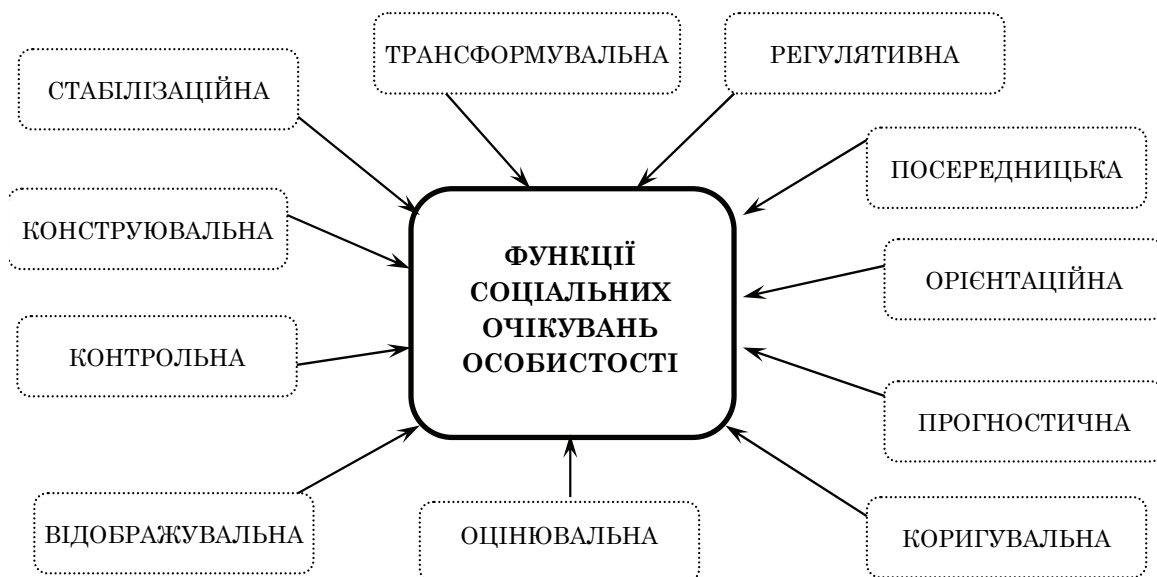 ТРАНСФОРМУВАЛЬНА
РЕГУЛЯТИВНА
СТАБІЛІЗАЦІЙНА
ПОСЕРЕДНИЦЬКА
КОНСТРУЮВАЛЬНА
ФУНКЦІЇ
СОЦІАЛЬНИХ
ОЧІКУВАНЬ
ОСОБИСТОСТІ
ОРІЄНТАЦІЙНА
КОНТРОЛЬНА
ПРОГНОСТИЧНА
ВІДОБРАЖУВАЛЬНА
ОЦІНЮВАЛЬНА
КОРИГУВАЛЬНА